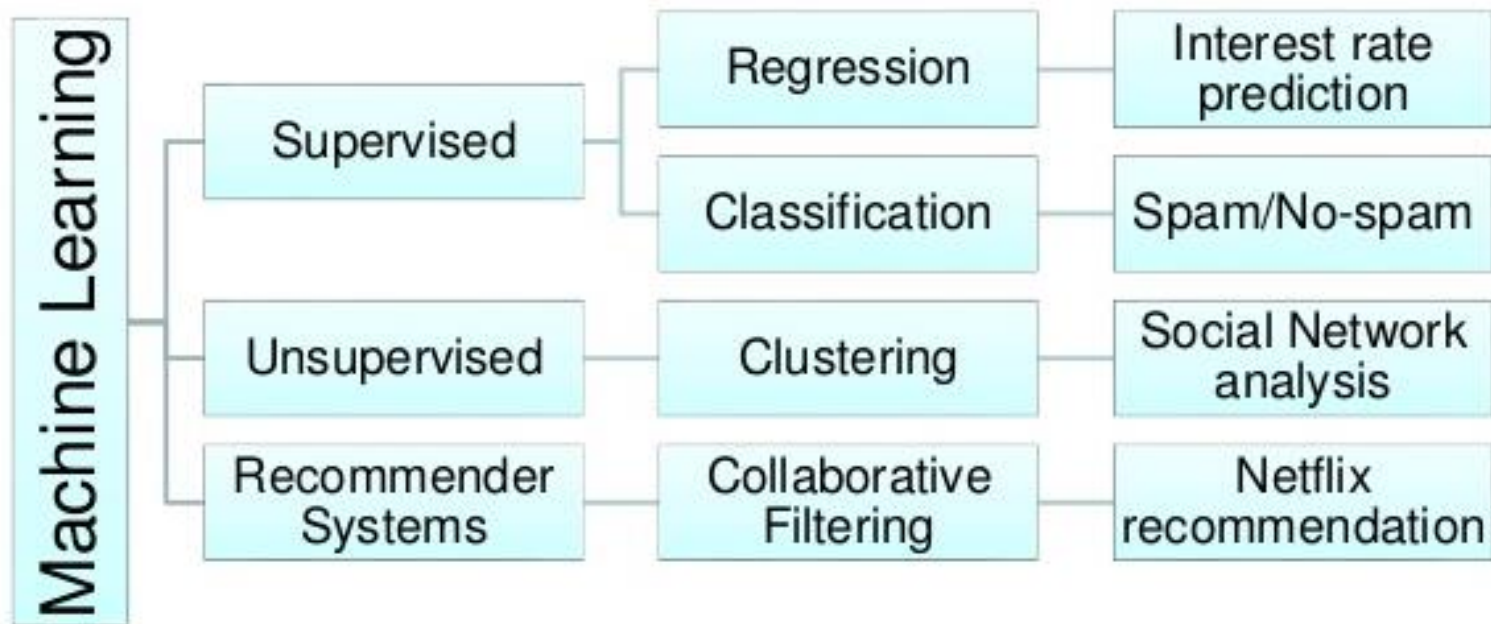 Machine Learning
Supervised
Regression
Interest rate
prediction
Classification
Spam/No-spam
Unsupervised
Clustering
Social Network
analysis
Recommender
Systems
Collaborative
Filtering
Netflix
recommendation